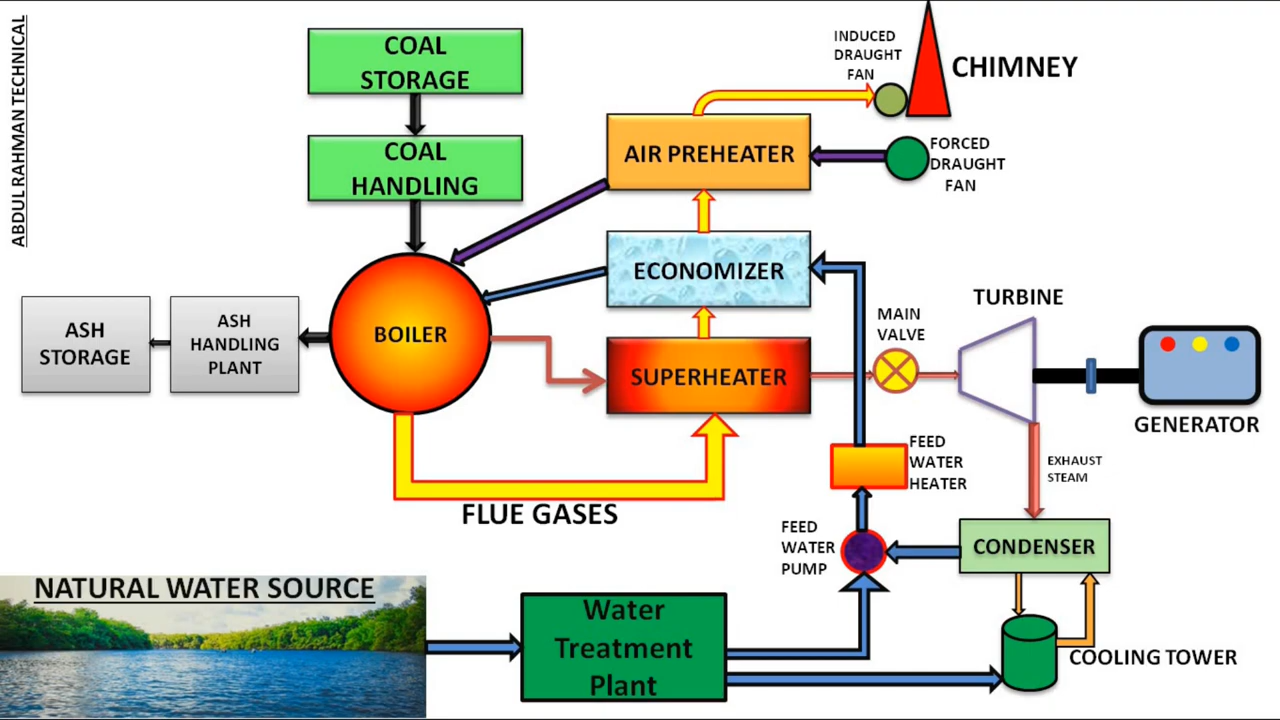 ABDUL RAHMAN TECHNICAL
COAL
STORAGE
COAL
HANDLING
INDUCED
DRAUGHT
FAN
CHIMNEY
AIR PREHEATER
FORCED
DRAUGHT
FAN
ECONOMIZER
ASH
STORAGE
ASH
HANDLING
PLANT
BOILER
SUPERHEATER
MAIN
VALVE
TURBINE
GENERATOR
FLUE GASES
FEED
WATER
HEATER
EXHAUST
STEAM
FEED
WATER
PUMP
CONDENSER
NATURAL WATER SOURCE
Water
Treatment
Plant
COOLING TOWER